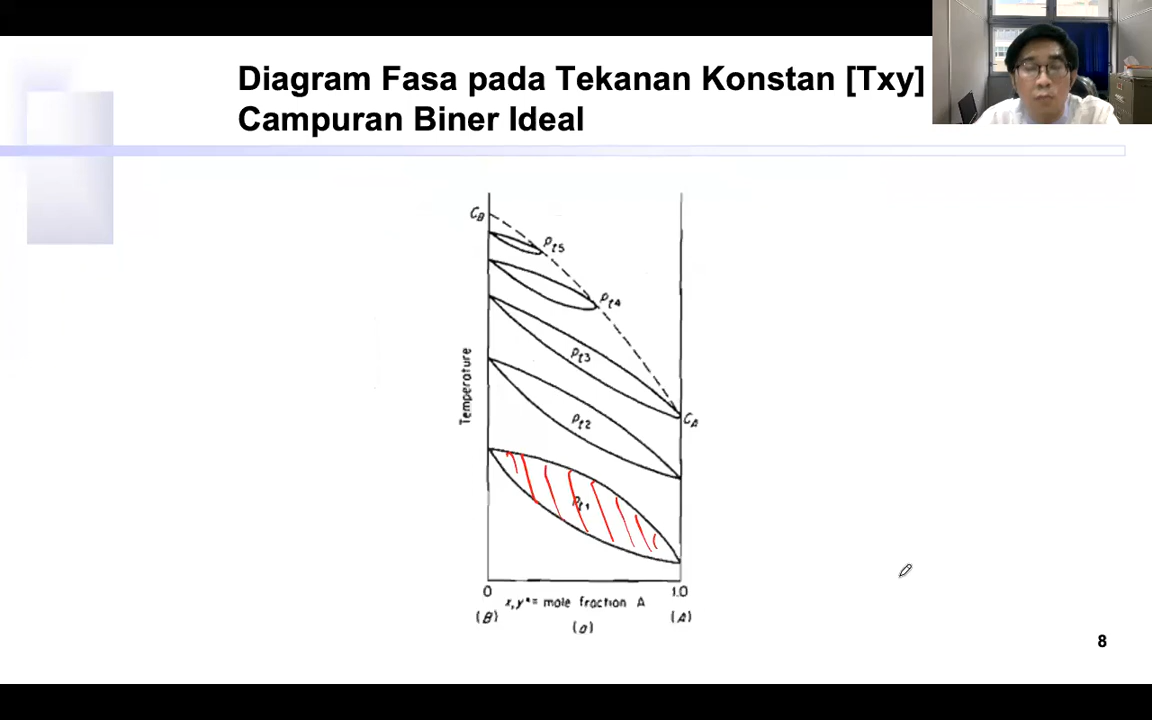 Diagram Fasa pada Tekanan Konstan [Txy]
Campuran Biner Ideal
C_B
P_t5
P_t4
P_t3
Temperature
C_A
P_t2
P_t1
0
1.0
x, y* = mole fraction A
(B)
(A)
(a)
8